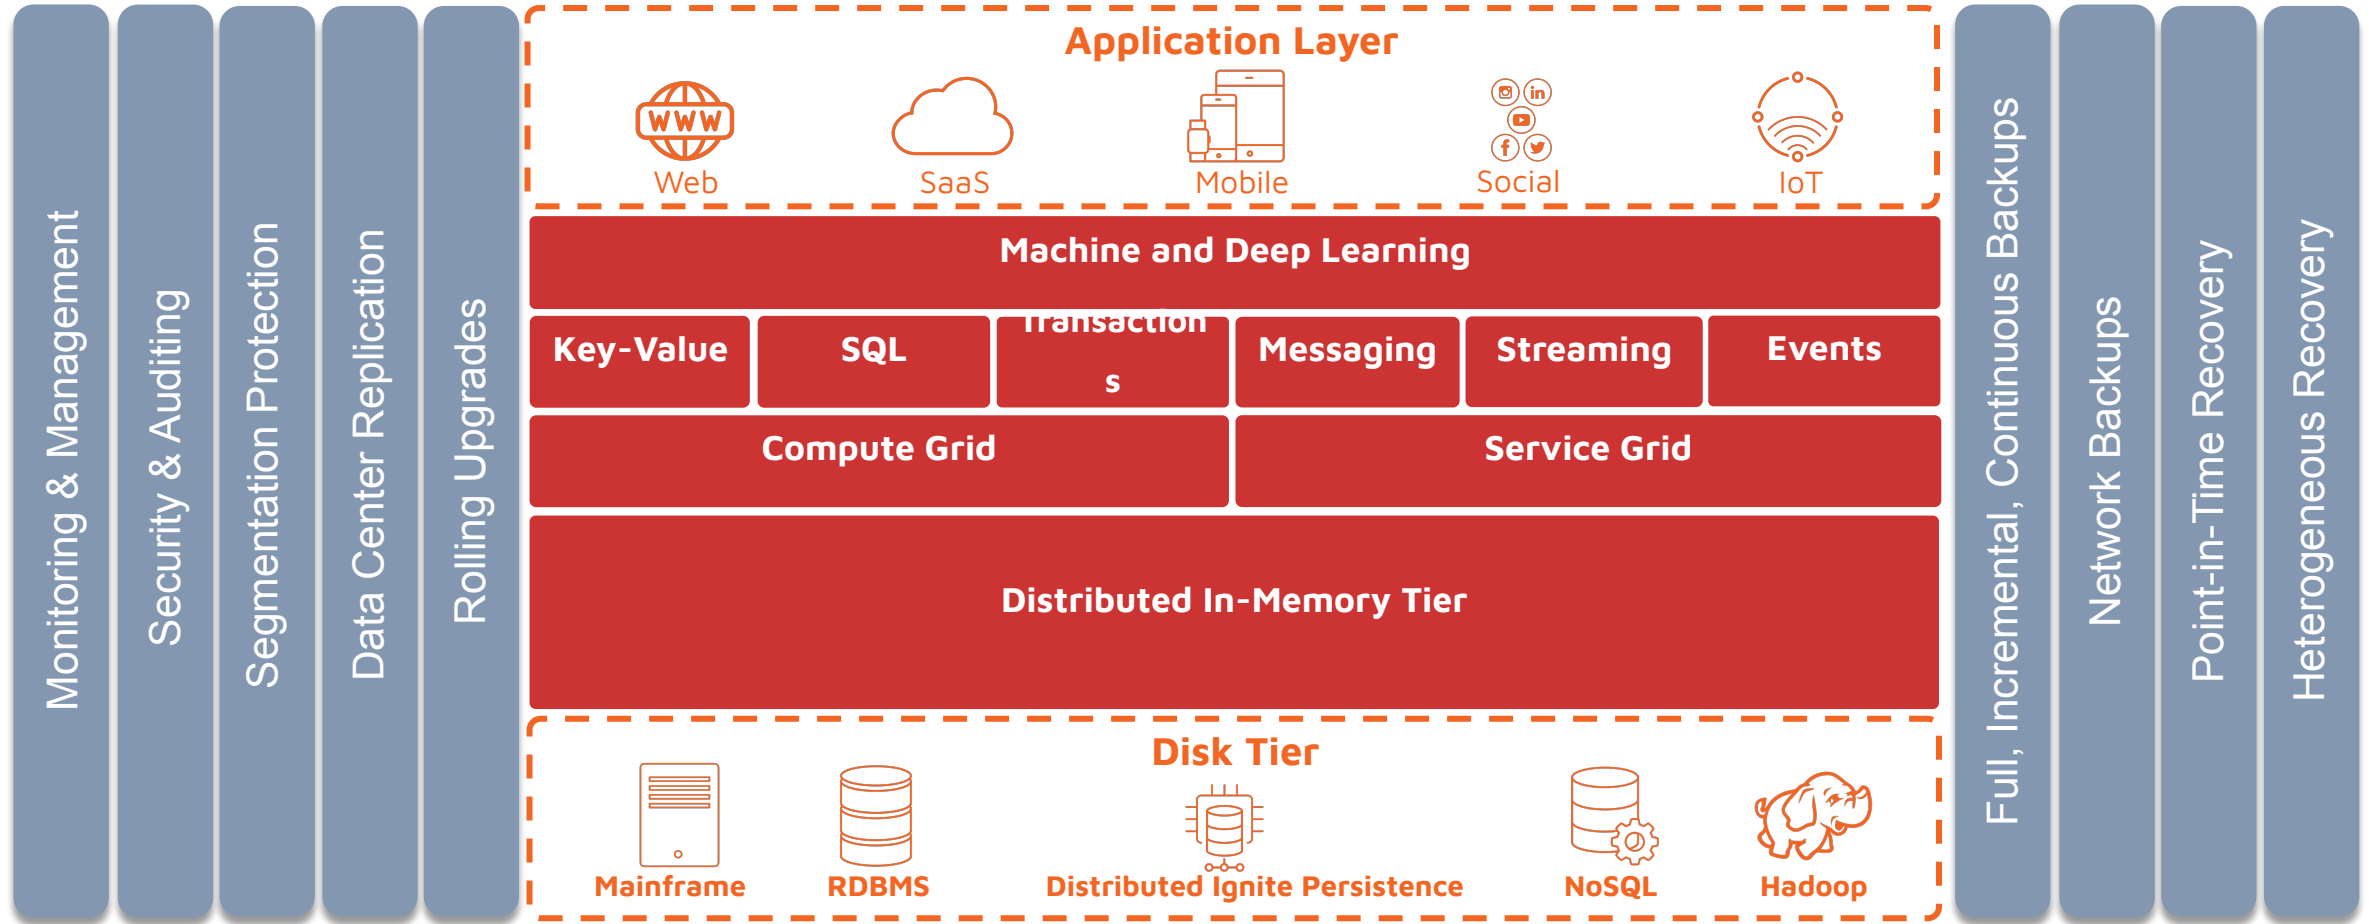 Monitoring & Management
Security & Auditing
Segmentation Protection
Data Center Replication
Rolling Upgrades
Application Layer
WWW
Web
SaaS
Mobile
in
f
Social
IoT
Machine and Deep Learning
Key-Value
SQL
Transaction
s
Messaging
Streaming
Events
Compute Grid
Service Grid
Distributed In-Memory Tier
Disk Tier
Mainframe
RDBMS
Distributed Ignite Persistence
NoSQL
Hadoop
Full, Incremental, Continuous Backups
Network Backups
Point-in-Time Recovery
Heterogeneous Recovery